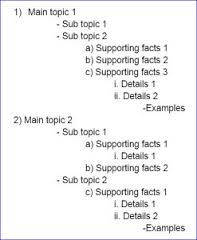 1) Main topic 1
- Sub topic 1
- Sub topic 2
a) Supporting facts 1
b) Supporting facts 2
c) Supporting facts 3
i. Details 1
ii. Details 2
-Examples
2) Main topic 2
- Sub topic 1
a) Supporting facts 1
i. Details 1
b) Supporting facts 2
- Sub topic 2
c) Supporting facts 1
i. Details 1
ii. Details 2
-Examples